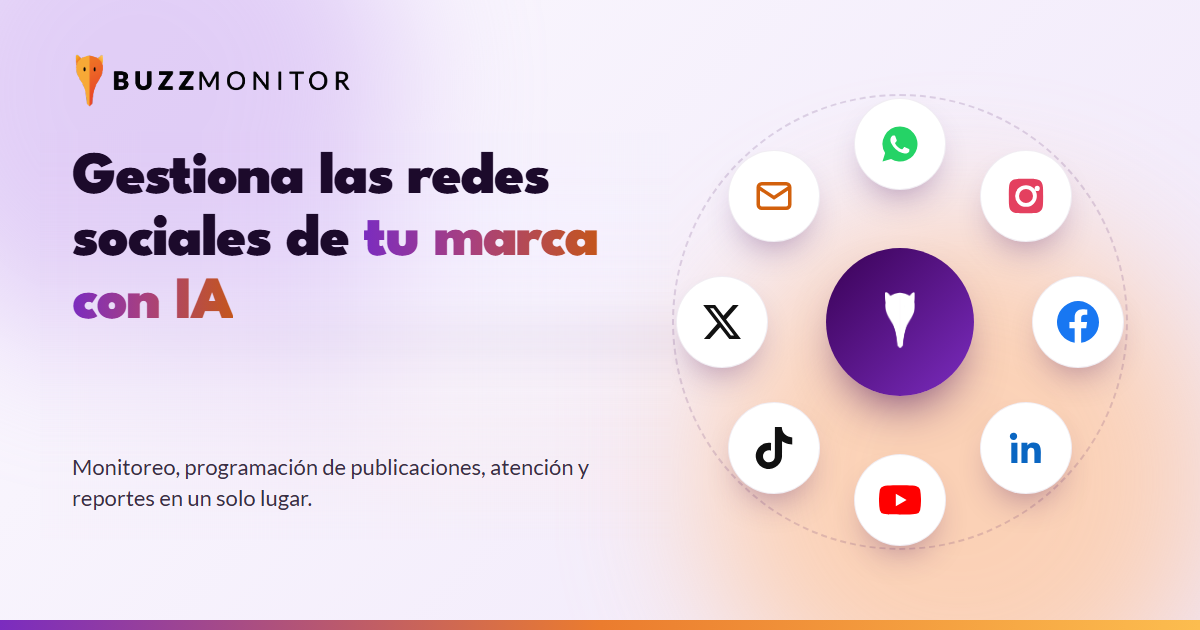 BUZZMONITOR
Gestiona las redes
sociales de tu marca
con IA
Monitoreo, programación de publicaciones, atención y
reportes en un solo lugar.
in